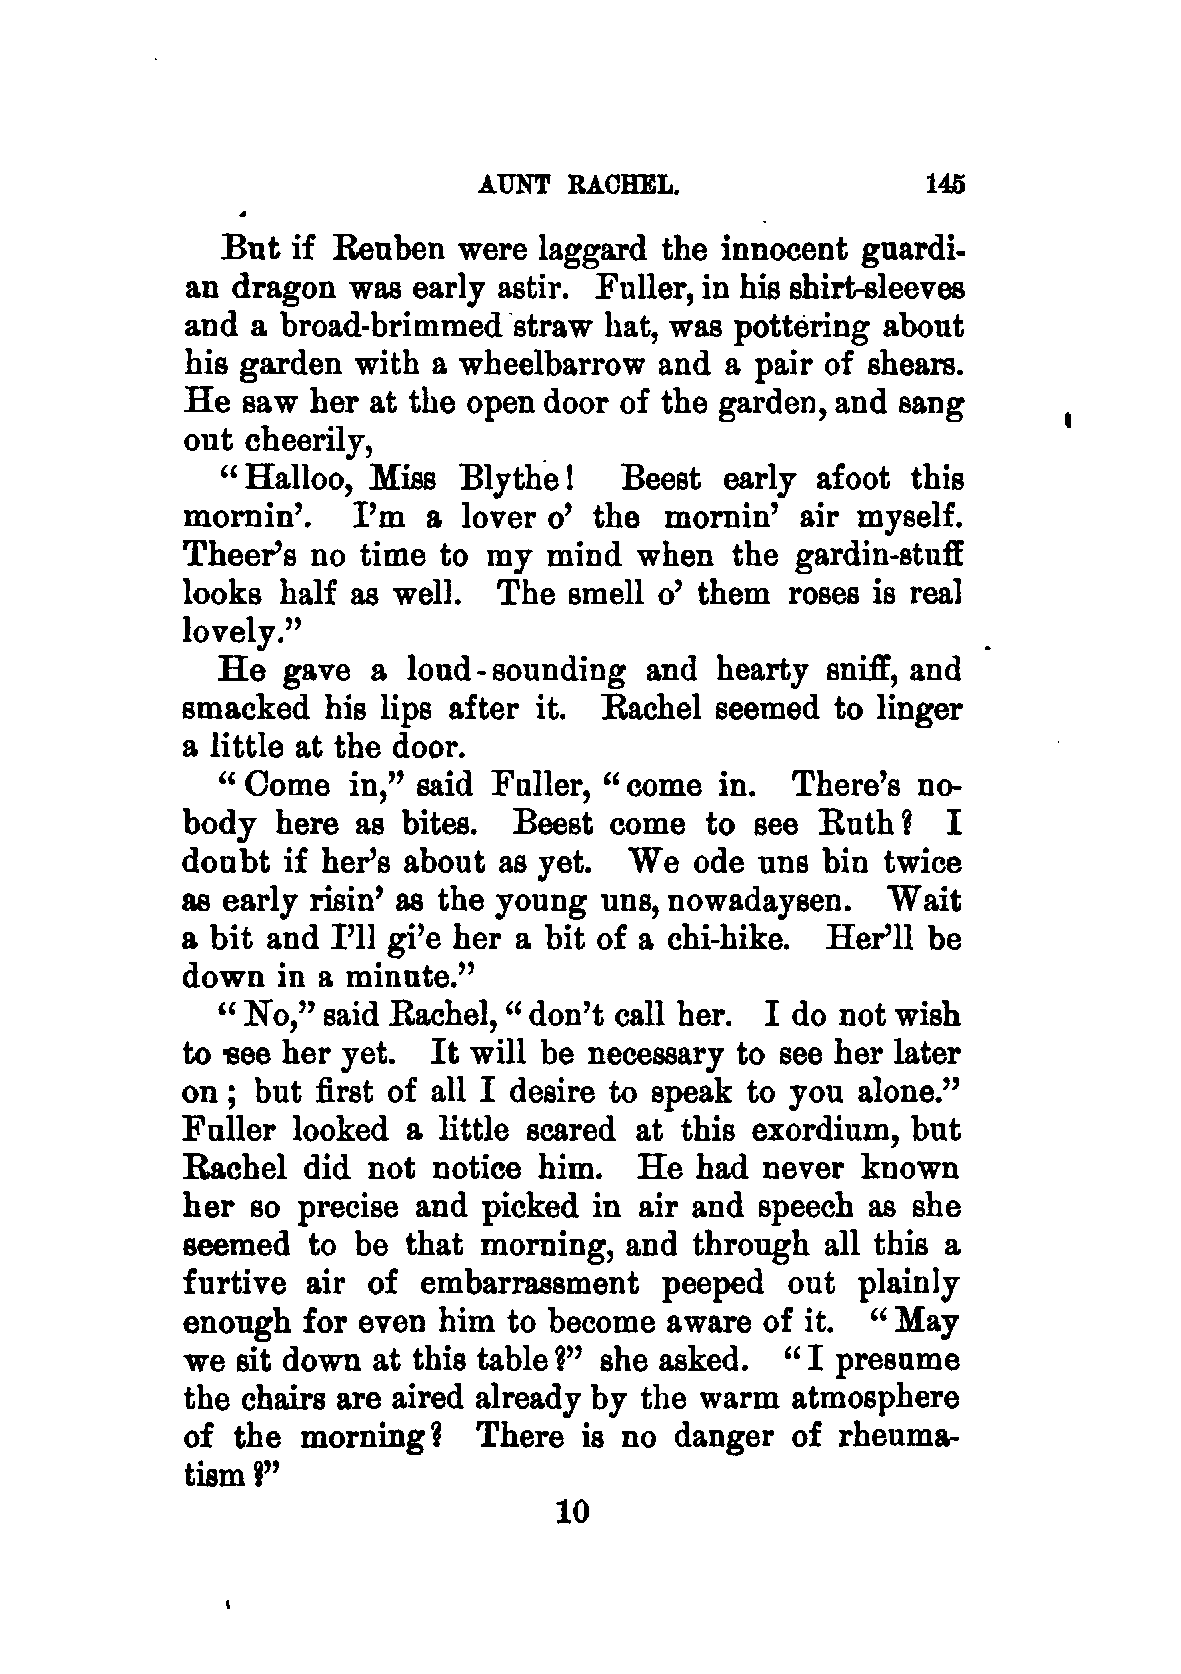 AUNT RACHEL. 145
But if Reuben were laggard the innocent guardi-
an dragon was early astir. Fuller, in his shirt-sleeves
and a broad-brimmed straw hat, was pottering about
his garden with a wheelbarrow and a pair of shears.
He saw her at the open door of the garden, and sang
out cheerily,
“Halloo, Miss Blythe! Beest early afoot this
mornin’. I’m a lover o’ the mornin’ air myself.
Theer’s no time to my mind when the gardin-stuff
looks half as well. The smell o’ them roses is real
lovely.”
He gave a loud-sounding and hearty sniff, and
smacked his lips after it. Rachel seemed to linger
a little at the door.
“Come in,” said Fuller, “come in. There’s no-
body here as bites. Beest come to see Ruth? I
doubt if her’s about as yet. We ode uns bin twice
as early risin’ as the young uns, nowadaysen. Wait
a bit and I’ll gi’e her a bit of a chi-hike. Her’ll be
down in a minute.”
“No,” said Rachel, “don’t call her. I do not wish
to see her yet. It will be necessary to see her later
on; but first of all I desire to speak to you alone.”
Fuller looked a little scared at this exordium, but
Rachel did not notice him. He had never known
her so precise and picked in air and speech as she
seemed to be that morning, and through all this a
furtive air of embarrassment peeped out plainly
enough for even him to become aware of it. “May
we sit down at this table?” she asked. “I presume
the chairs are aired already by the warm atmosphere
of the morning? There is no danger of rheuma-
tism?”
10